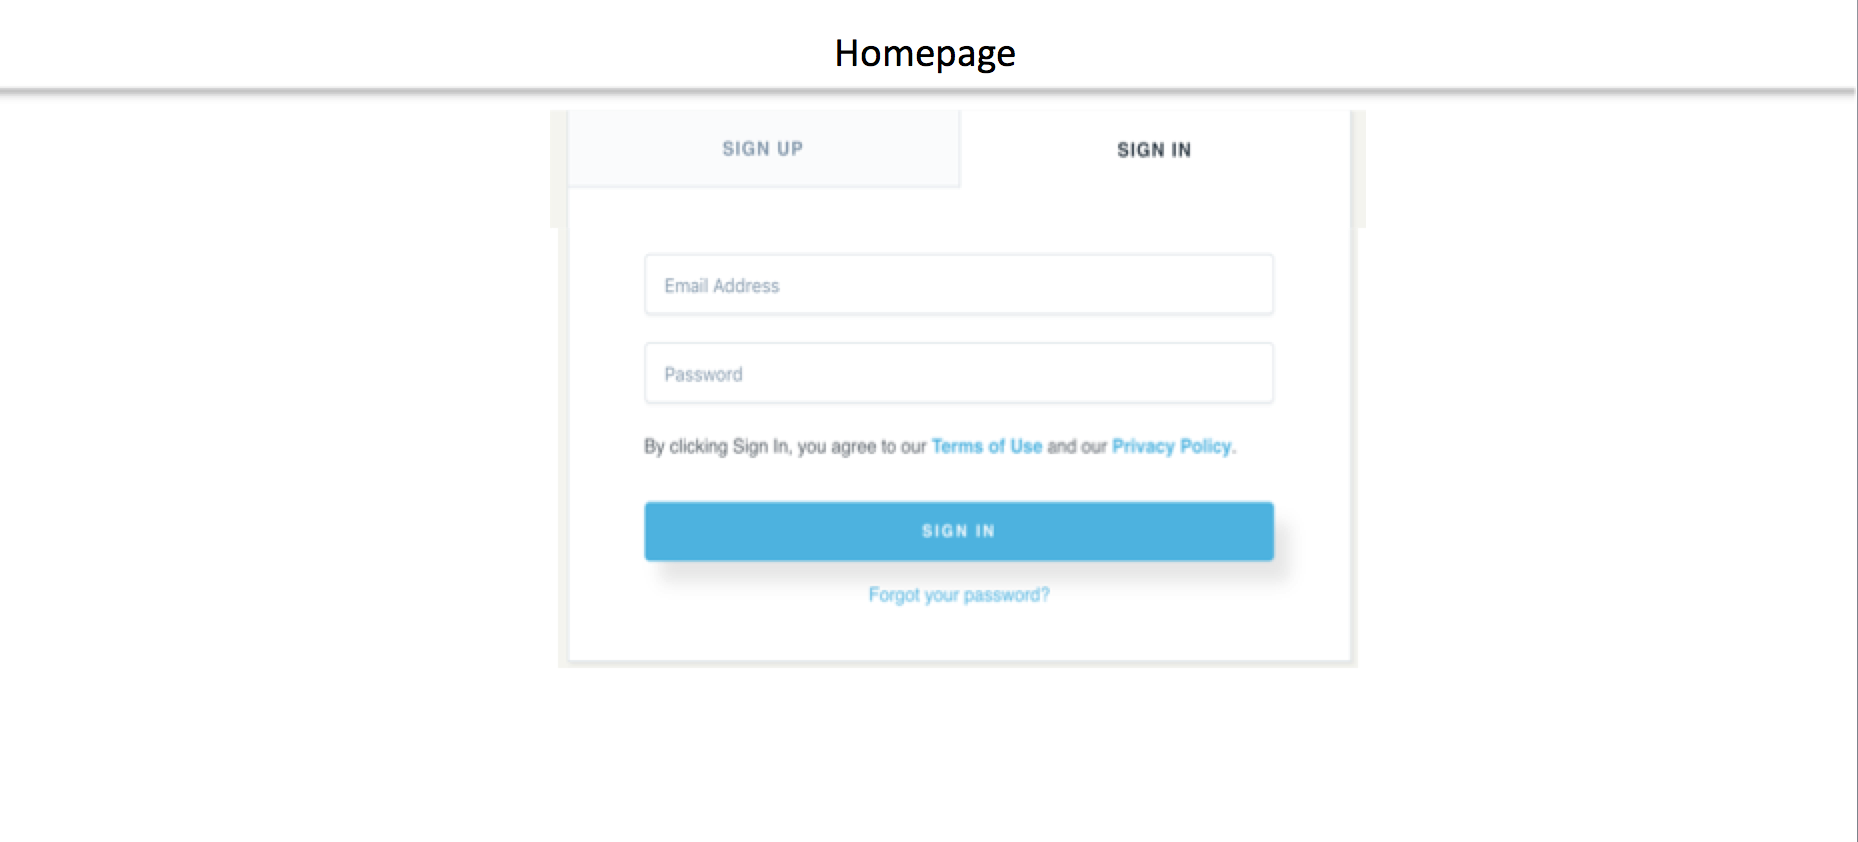 Homepage
SIGN UP
SIGN IN
Email Address
Password
By clicking Sign In, you agree to our Terms of Use and our Privacy Policy.
SIGN IN
Forgot your password?